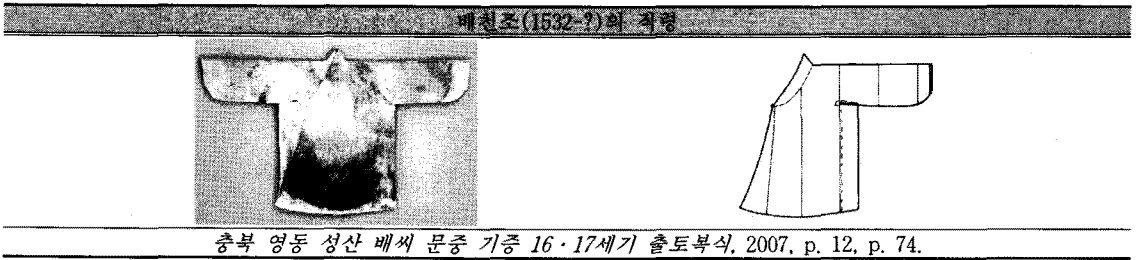 배천조(1532-?)의 직령
충북 영동 성산 배씨 문중 기증 16·17세기 출토복식, 2007, p. 12, p. 74.